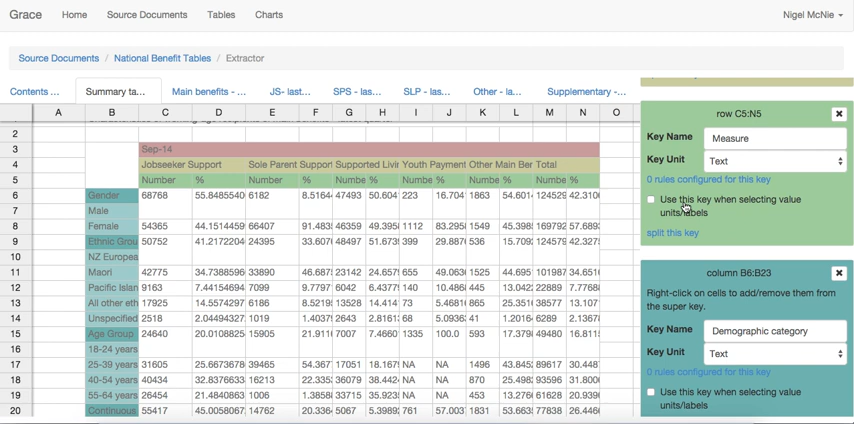 Grace Home Source Documents Tables Charts Nigel McNie
Source Documents / National Benefit Tables / Extractor
Contents ... Summary ta... Main benefits - ... JS- last... SPS - las... SLP - las... Other - la... Supplementary -...
A B C D E F G H I J K L M N O
2
3 Sep-14
4 Jobseeker Support Sole Parent Support Supported Livi Youth Payment Other Main Ber Total
5 Number % Number % Numbe % Numbe % Numbe % Numbe %
6 Gender 68768 55.8485540 6182 8.5164 47493 50.604 223 16.704 1863 54.601 124529 42.310
7 Male
8 Female 54365 44.1514459 66407 91.483 46359 49.395 1112 83.295 1549 45.398 169792 57.689
9 Ethnic Grou 50752 41.2172204 24395 33.607 48497 51.673 399 29.887 536 15.709 124579 42.327
10 NZ Europea
11 Maori 42775 34.7388596 33890 46.687 23142 24.657 655 49.063 1525 44.695 101987 34.651
12 Pacific Islan 9163 7.44154694 7099 9.7797 6042 6.4377 140 10.486 445 13.042 22889 7.7768
13 All other eth 17925 14.5574297 6186 8.5219 13528 14.414 73 5.4681 865 25.351 38577 13.107
14 Unspecified 2518 2.04494327 1019 1.4037 2643 2.8161 68 5.0936 41 1.2016 6289 2.1367
15 Age Group 24640 20.0108825 15905 21.911 7007 7.4660 1335 100.0 593 17.379 49480 16.811
16 18-24 years
17 25-39 years 31605 25.6673678 39465 54.367 17051 18.167 NA NA 1496 43.845 89617 30.448
18 40-54 years 40434 32.8376633 16213 22.335 36079 38.442 NA NA 870 25.498 93596 31.800
19 55-64 years 26454 21.4840863 1006 1.3858 33715 35.923 NA NA 453 13.276 61628 20.939
20 Continuous 55417 45.0058067 14762 20.336 5067 5.3989 761 57.003 1831 53.663 77838 26.446
row C5:N5
Key Name Measure
Key Unit Text
0 rules configured for this key
Use this key when selecting value
units/labels
split this key
column B6:B23
Right-click on cells to add/remove them from
the super key.
Key Name Demographic category
Key Unit Text
0 rules configured for this key
Use this key when selecting value
units/labels